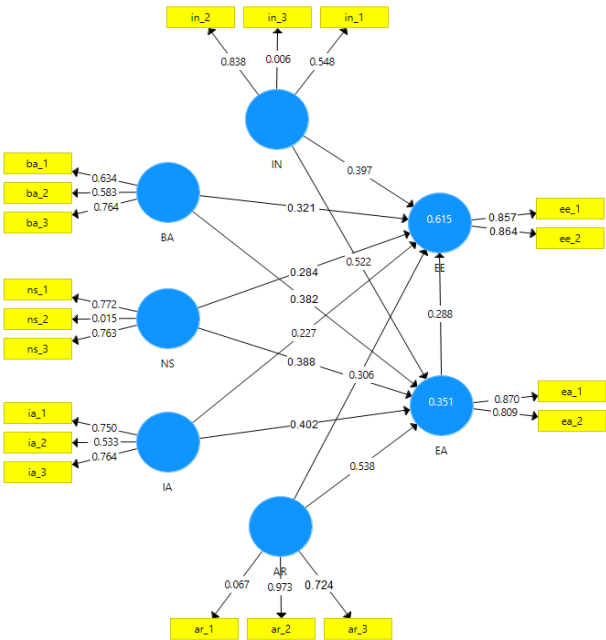 in_2 in_3 in_1
0.838 0.006 0.548
IN
0.397
ba_1
ba_2
ba_3
0.634
0.583
0.764
BA
0.321
0.615
EE
0.857
0.864
ee_1
ee_2
0.522
0.284
0.382
ns_1
ns_2
ns_3
0.772
0.015
0.763
NS
0.227
0.288
0.388
0.306
ia_1
ia_2
ia_3
0.750
0.533
0.764
IA
0.402
0.351
EA
0.870
0.809
ea_1
ea_2
0.538
AR
0.067 0.973 0.724
ar_1 ar_2 ar_3